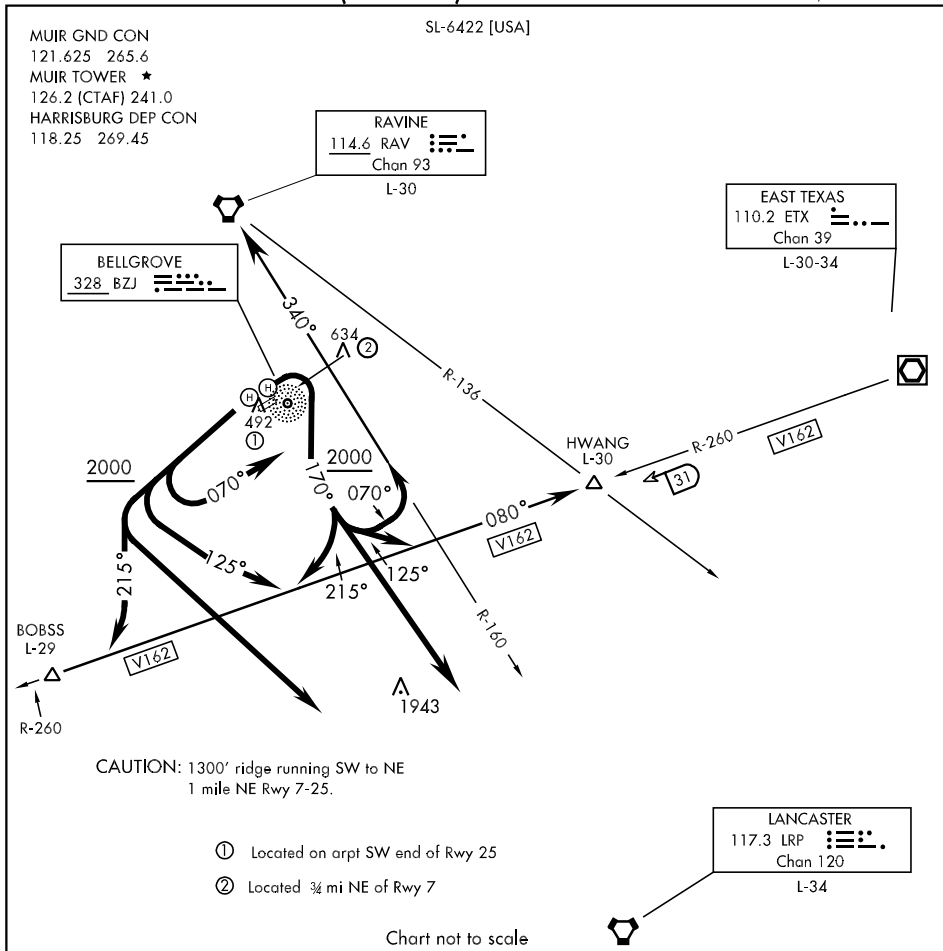 SL-6422 [USA]
MUIR GND CON
121.625 265.6
MUIR TOWER ★
126.2 (CTAF) 241.0
HARRISBURG DEP CON
118.25 269.45
RAVINE
114.6 RAV
Chan 93
L-30
EAST TEXAS
110.2 ETX
Chan 39
L-30-34
BELLGROVE
328 BZJ
340°
634 ②
R-136
H H
492
①
HWANG
L-30
R-260
V162
31
2000
070°
170°
2000
070°
080°
V162
125°
125°
215°
215°
BOBSS
L-29
V162
R-160
R-260
1943
CAUTION: 1300' ridge running SW to NE
1 mile NE Rwy 7-25.
① Located on arpt SW end of Rwy 25
② Located ¾ mi NE of Rwy 7
LANCASTER
117.3 LRP
Chan 120
L-34
Chart not to scale